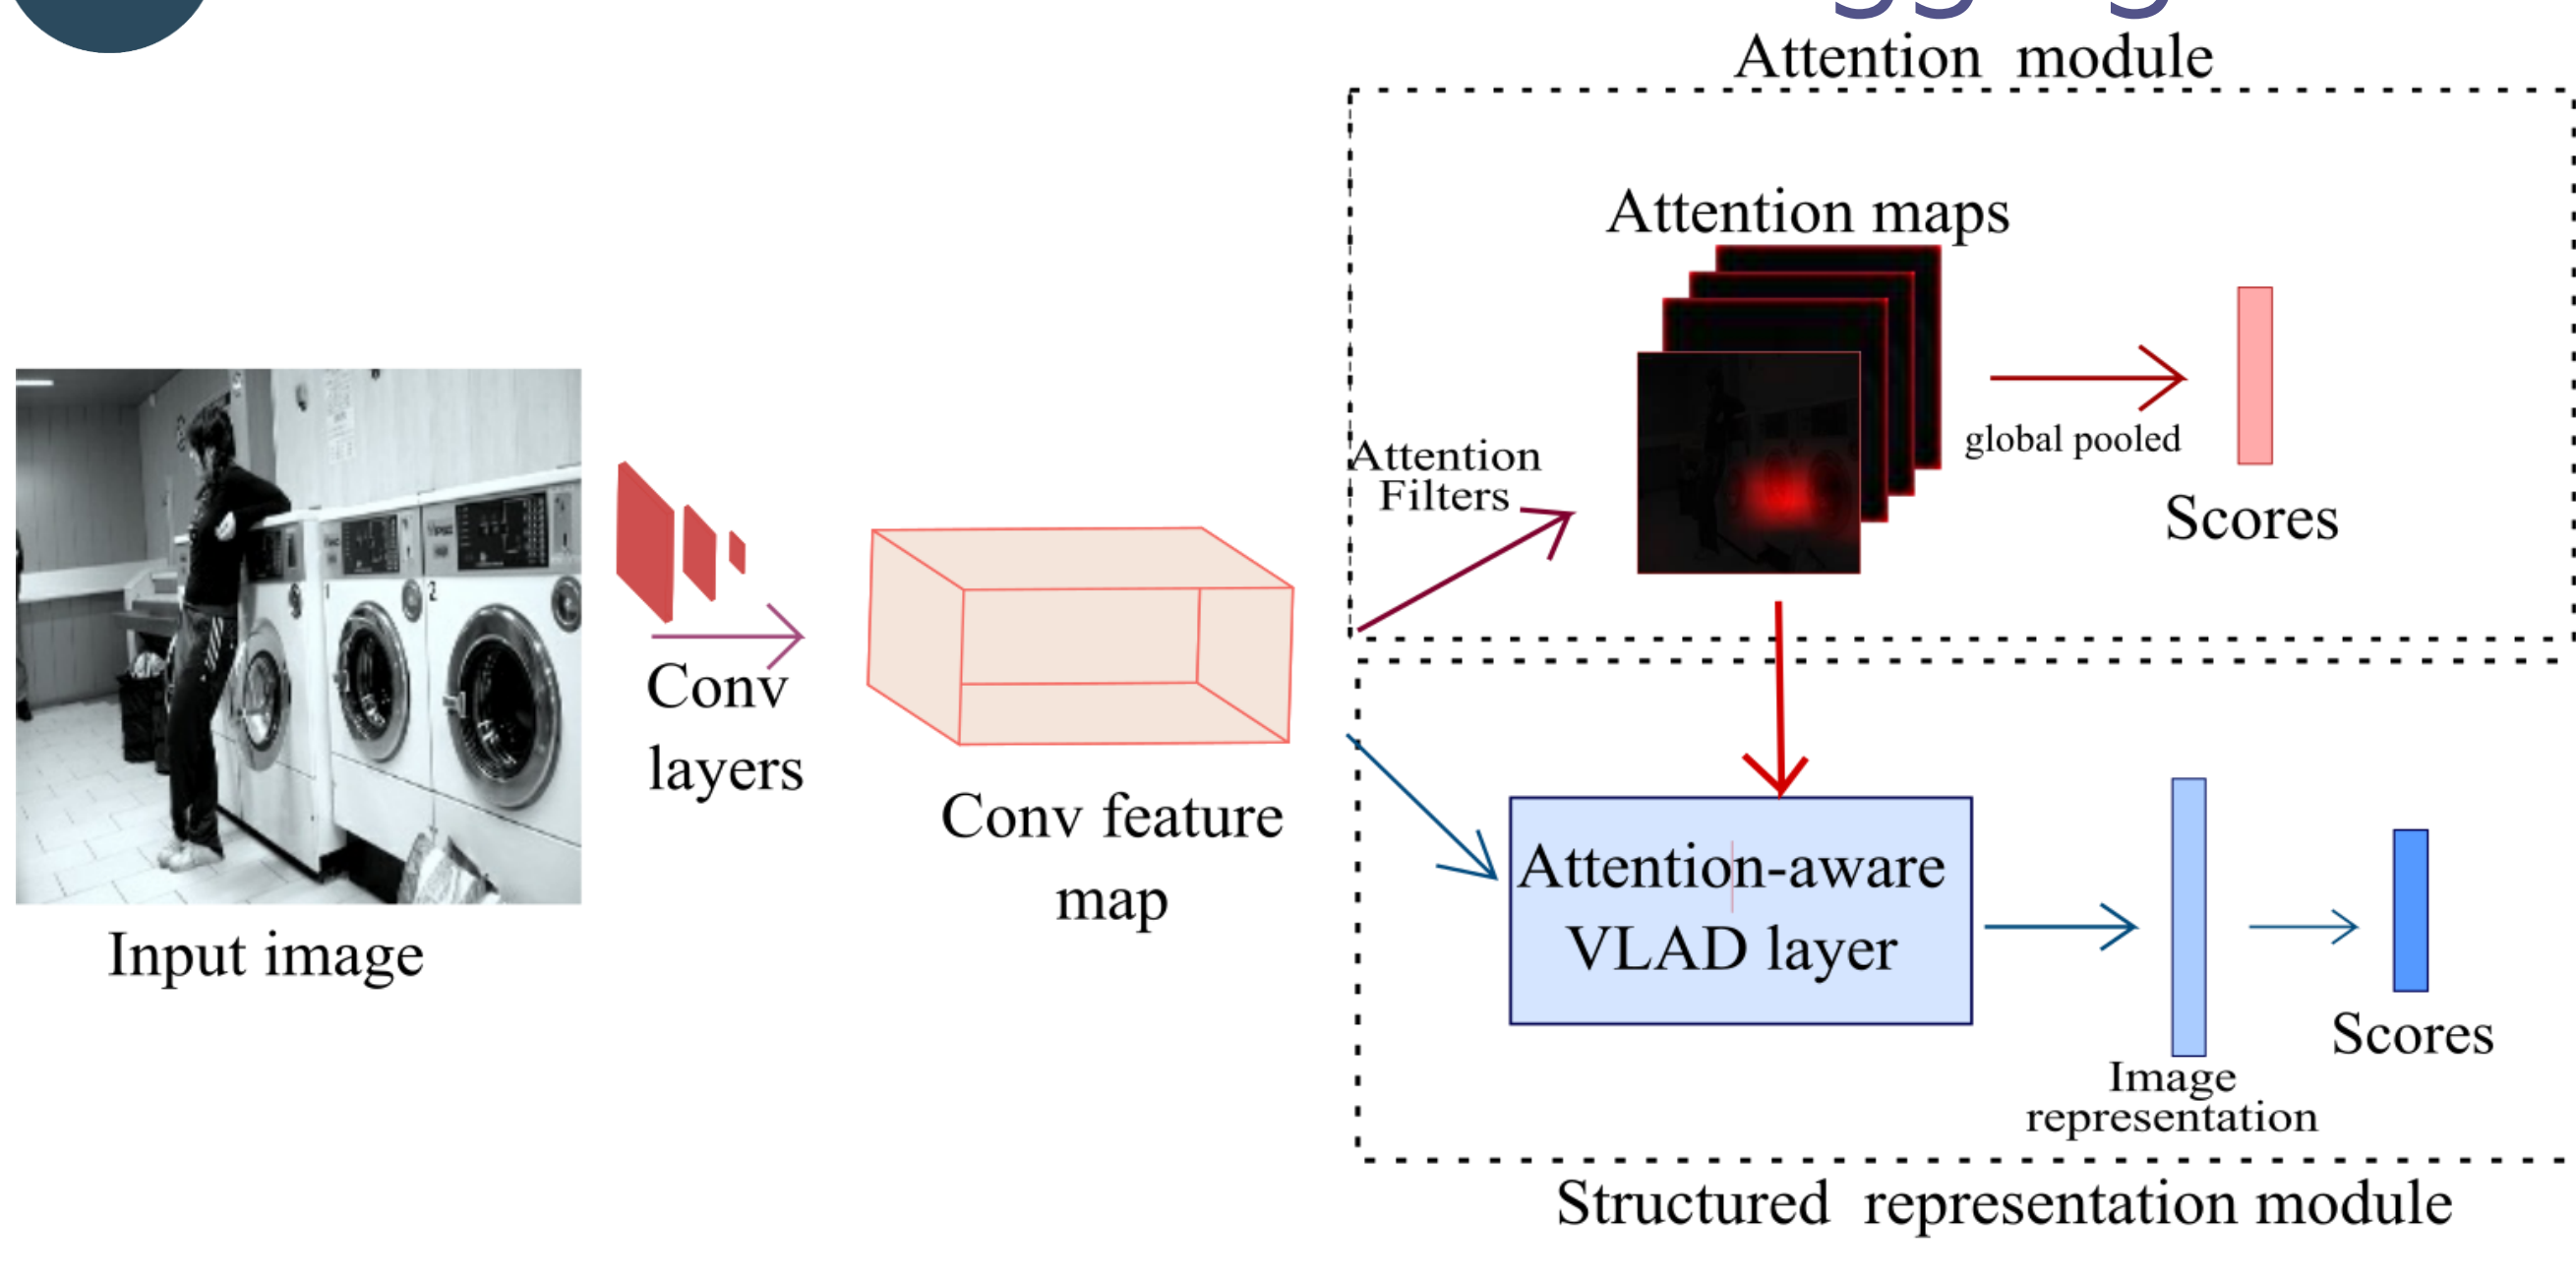 Attention module
Attention maps
Attention
Filters
global pooled
Scores
Conv
layers
Conv feature
map
Input image
Attention-aware
VLAD layer
Image
representation
Scores
Structured representation module